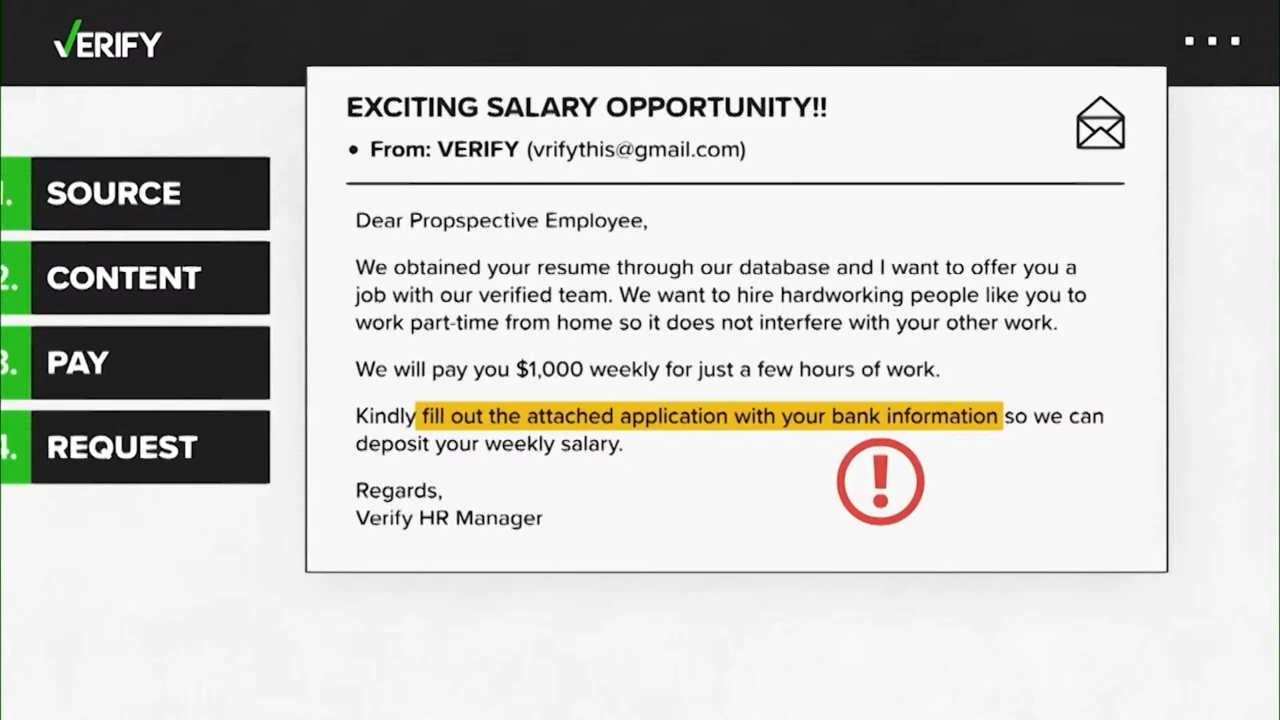 VERIFY
EXCITING SALARY OPPORTUNITY!!
• From: VERIFY (vrifythis@gmail.com)
1. SOURCE
2. CONTENT
3. PAY
4. REQUEST
Dear Propspective Employee,
We obtained your resume through our database and I want to offer you a
job with our verified team. We want to hire hardworking people like you to
work part-time from home so it does not interfere with your other work.
We will pay you $1,000 weekly for just a few hours of work.
Kindly fill out the attached application with your bank information so we can
deposit your weekly salary.
Regards,
Verify HR Manager